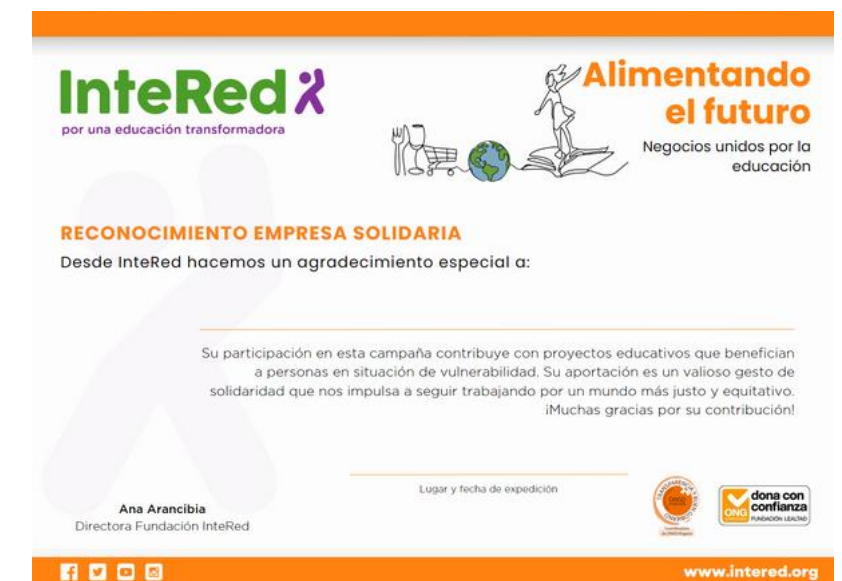 InteRed
por una educación transformadora
Alimentando
el futuro
Negocios unidos por la
educación
RECONOCIMIENTO EMPRESA SOLIDARIA
Desde InteRed hacemos un agradecimiento especial a:
Su participación en esta campaña contribuye con proyectos educativos que benefician
a personas en situación de vulnerabilidad. Su aportación es un valioso gesto de
solidaridad que nos impulsa a seguir trabajando por un mundo más justo y equitativo.
¡Muchas gracias por su contribución!
Lugar y fecha de expedición
Ana Arancibia
Directora Fundación InteRed
TRANSPARENCIA Y BUEN GOBIERNO
ONG
dona con
confianza
FUNDACIÓN LEALTAD
www.intered.org